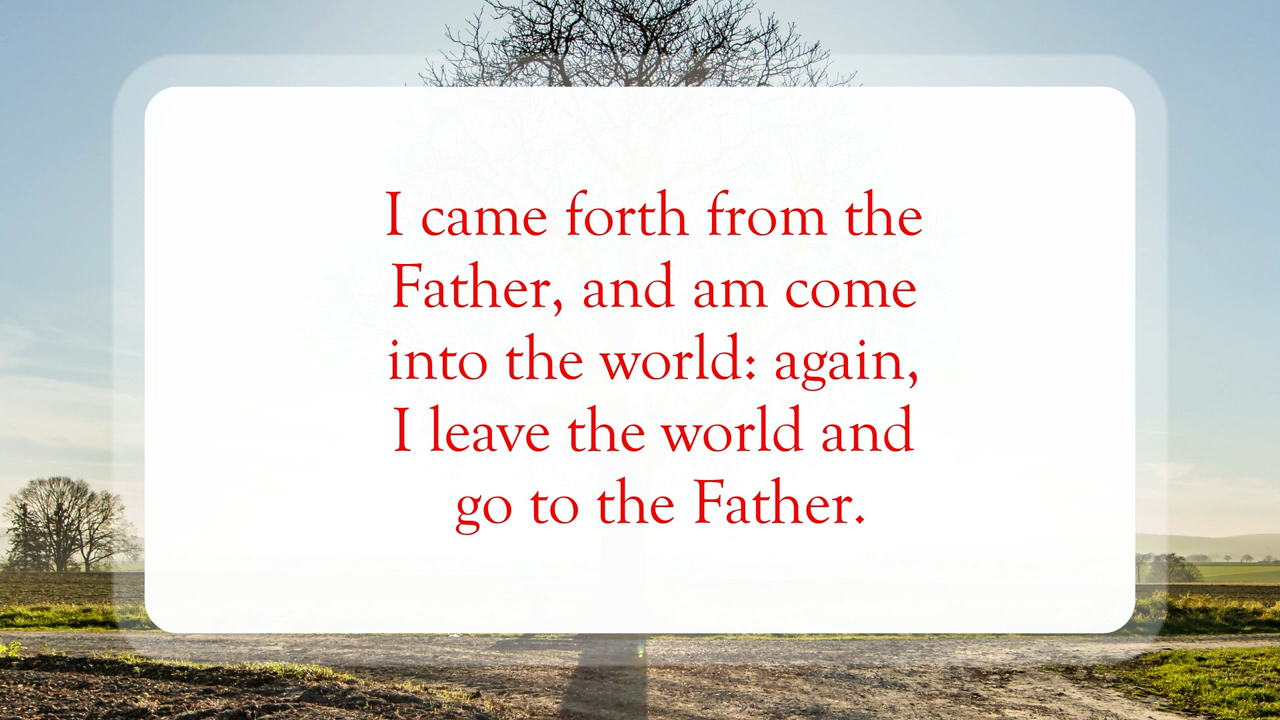 I came forth from the
Father, and am come
into the world: again,
I leave the world and
go to the Father.